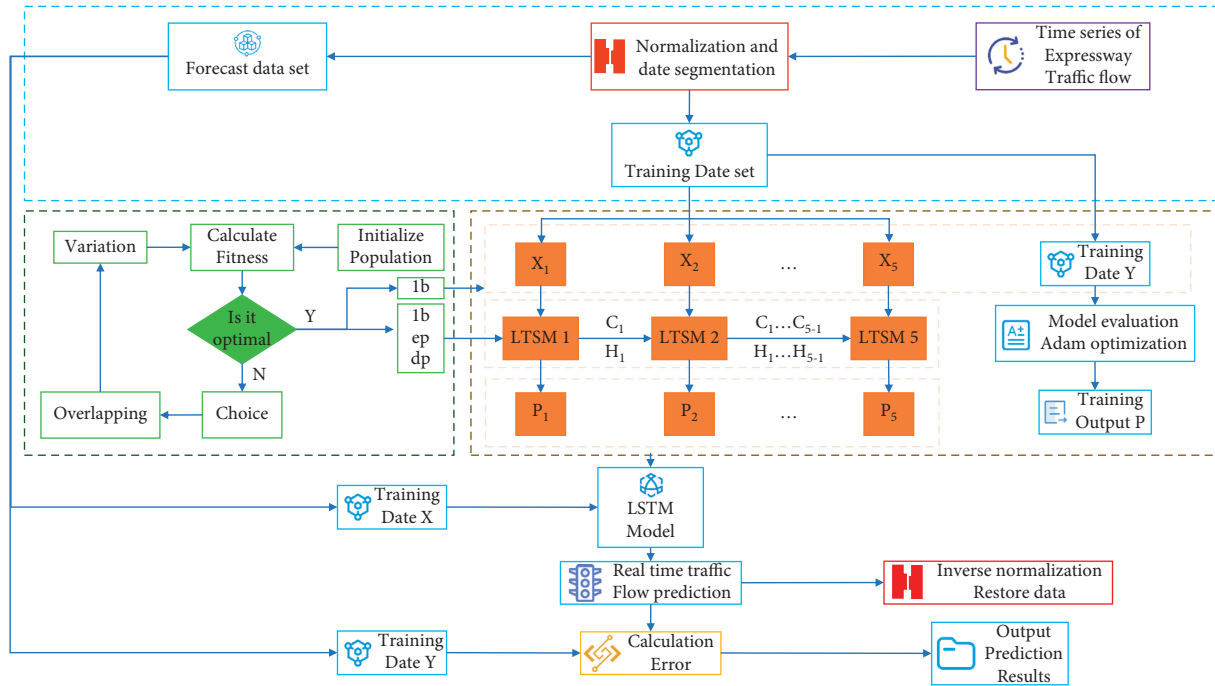 Forecast data set
Normalization and
date segmentation
Time series of
Expressway
Traffic flow
Training Date set
Variation
Calculate
Fitness
Initialize
Population
Is it
optimal
Y
N
1b
1b
ep
dp
Overlapping
Choice
X1
X2
...
X5
LTSM 1
C1
H1
LTSM 2
C1...C5-1
H1...H5-1
LTSM 5
P1
P2
...
P5
Training
Date Y
A+
Model evaluation
Adam optimization
Training
Output P
Training
Date X
LSTM
Model
Real time traffic
Flow prediction
Inverse normalization
Restore data
Training
Date Y
Calculation
Error
Output
Prediction
Results